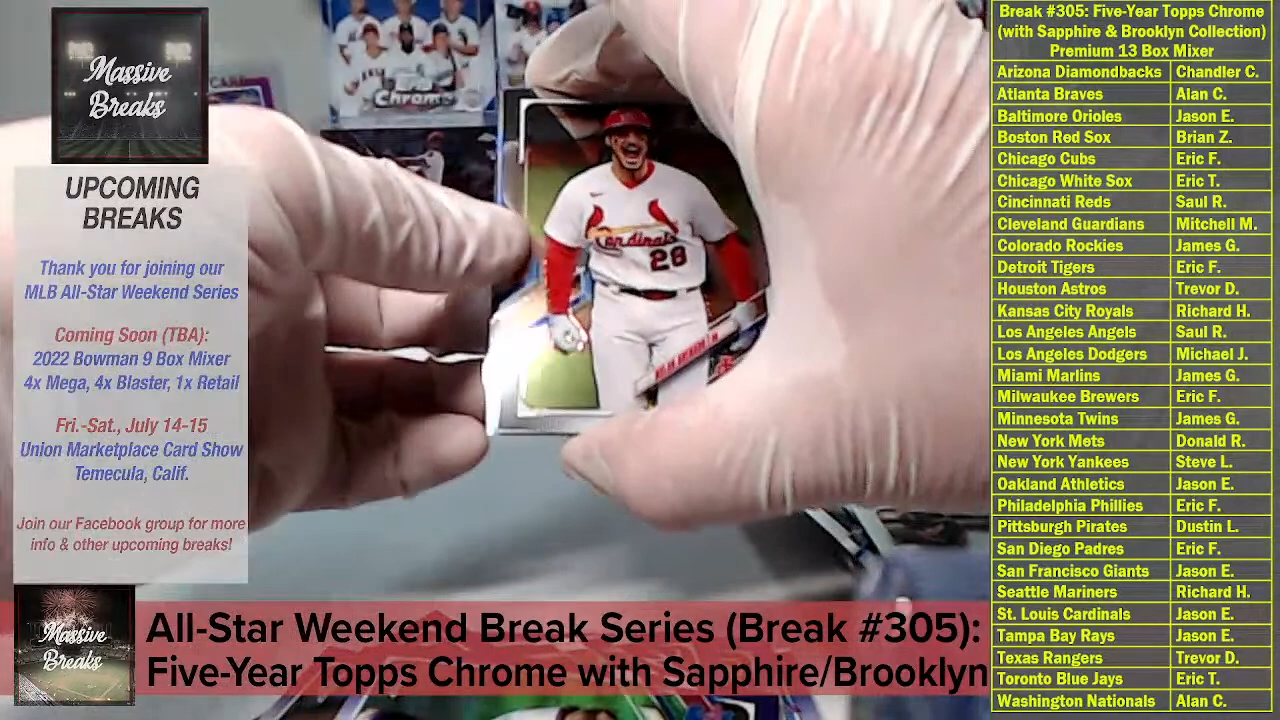 Massive
Breaks
UPCOMING
BREAKS
Thank you for joining our
MLB All-Star Weekend Series
Coming Soon (TBA):
2022 Bowman 9 Box Mixer
4x Mega, 4x Blaster, 1x Retail
Fri.-Sat., July 14-15
Union Marketplace Card Show
Temecula, Calif.
Join our Facebook group for more
info & other upcoming breaks!
Chrome
Cardinals
28
Massive
Breaks
All-Star Weekend Break Series (Break #305):
Five-Year Topps Chrome with Sapphire/Brooklyn
Break #305: Five-Year Topps Chrome
(with Sapphire & Brooklyn Collection)
Premium 13 Box Mixer
Arizona Diamondbacks Chandler C.
Atlanta Braves Alan C.
Baltimore Orioles Jason E.
Boston Red Sox Brian Z.
Chicago Cubs Eric F.
Chicago White Sox Eric T.
Cincinnati Reds Saul R.
Cleveland Guardians Mitchell M.
Colorado Rockies James G.
Detroit Tigers Eric F.
Houston Astros Trevor D.
Kansas City Royals Richard H.
Los Angeles Angels Saul R.
Los Angeles Dodgers Michael J.
Miami Marlins James G.
Milwaukee Brewers Eric F.
Minnesota Twins James G.
New York Mets Donald R.
New York Yankees Steve L.
Oakland Athletics Jason E.
Philadelphia Phillies Eric F.
Pittsburgh Pirates Dustin L.
San Diego Padres Eric F.
San Francisco Giants Jason E.
Seattle Mariners Richard H.
St. Louis Cardinals Jason E.
Tampa Bay Rays Jason E.
Texas Rangers Trevor D.
Toronto Blue Jays Eric T.
Washington Nationals Alan C.